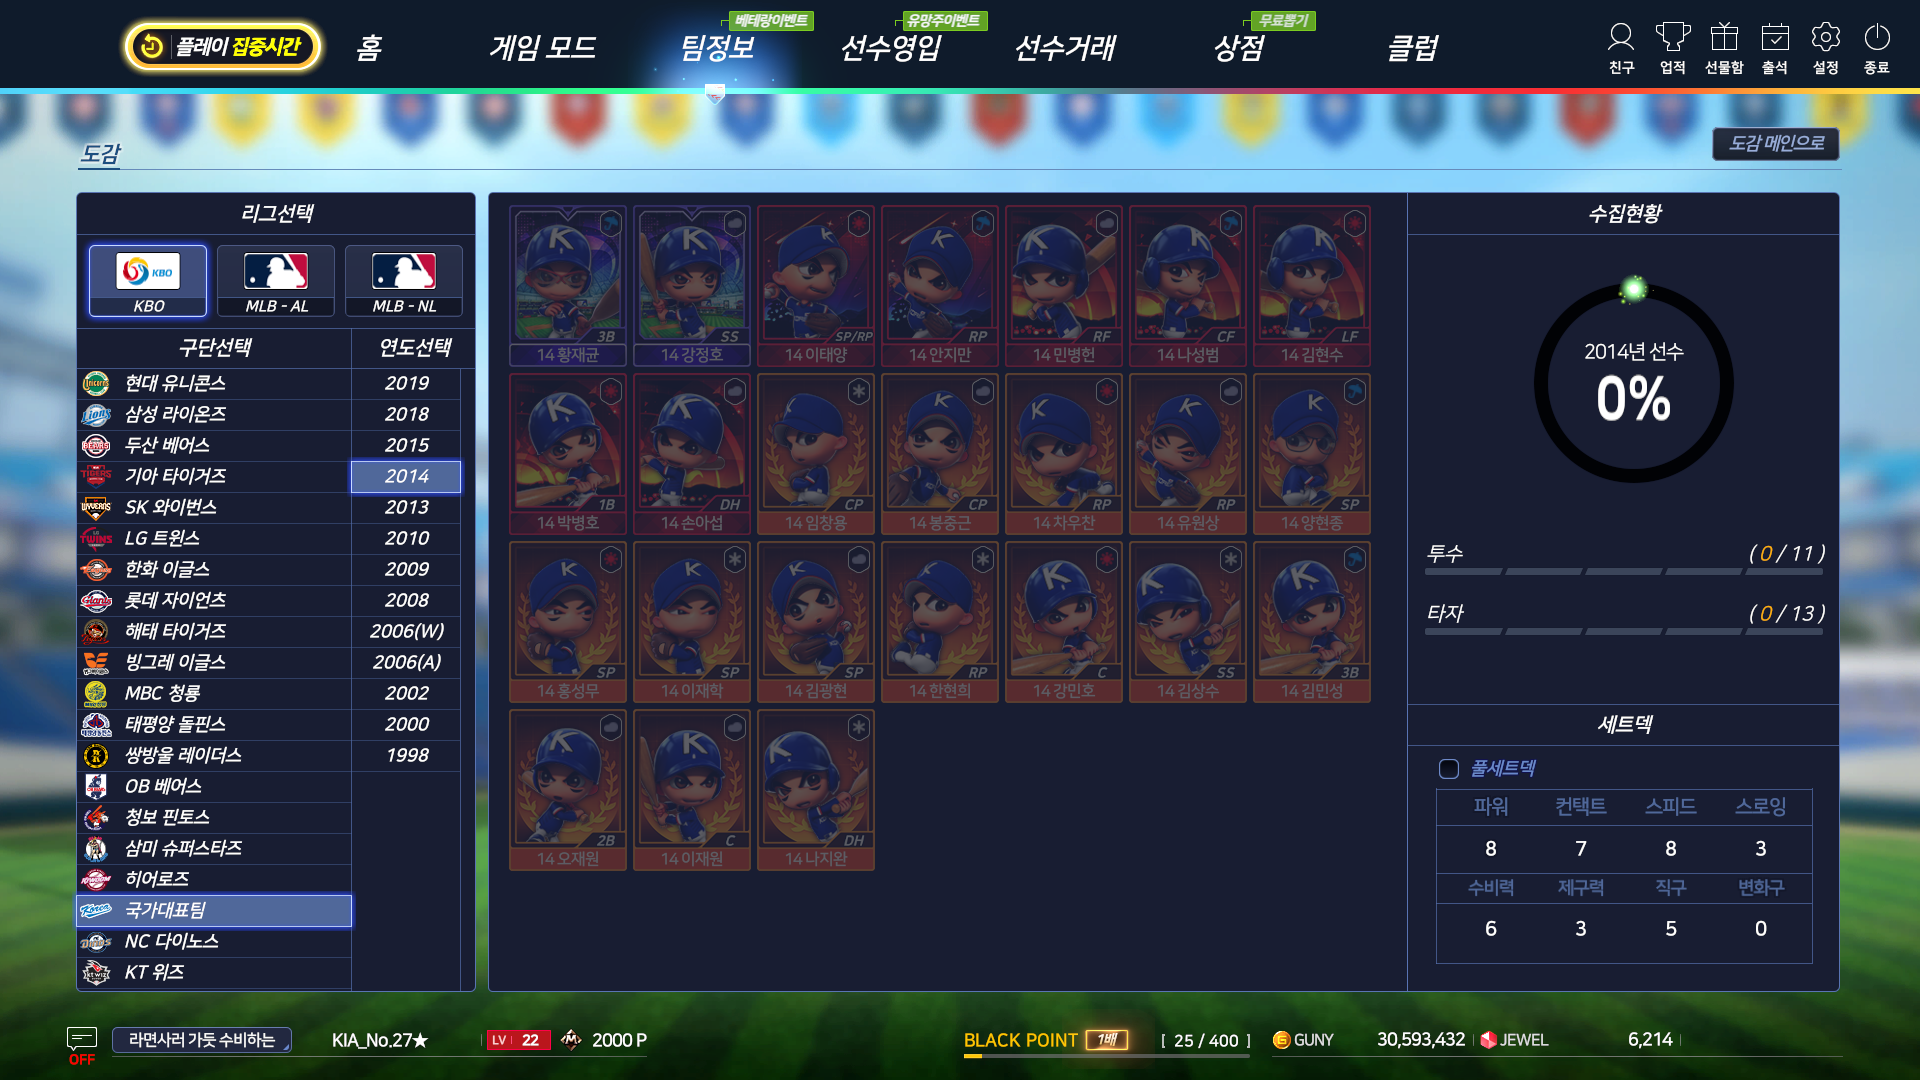 플레이 집중시간
홈
게임 모드
베테랑이벤트
팀정보
유망주이벤트
선수영입
선수거래
무료뽑기
상점
클럽
친구 업적 선물함 출석 설정 종료
도감
도감 메인으로
리그선택
KBO
KBO MLB - AL MLB - NL
구단선택 연도선택
현대 유니콘스 2019
삼성 라이온즈 2018
두산 베어스 2015
기아 타이거즈 2014
SK 와이번스 2013
LG 트윈스 2010
한화 이글스 2009
롯데 자이언츠 2008
해태 타이거즈 2006(W)
빙그레 이글스 2006(A)
MBC 청룡 2002
태평양 돌핀스 2000
쌍방울 레이더스 1998
OB 베어스
청보 핀토스
삼미 슈퍼스타즈
히어로즈
국가대표팀
NC 다이노스
KT 위즈
3B SS SP/RP RP RF CF LF
14 황재균 14 강정호 14 이태양 14 안지만 14 민병헌 14 나성범 14 김현수
1B DH CP CP RP RP SP
14 박병호 14 손아섭 14 임창용 14 봉중근 14 차우찬 14 유원상 14 양현종
SP SP SP RP C SS 3B
14 홍성무 14 이재학 14 김광현 14 한현희 14 강민호 14 김상수 14 김민성
2B C DH
14 오재원 14 이재원 14 나지완
수집현황
2014년 선수
0%
투수 ( 0 / 11 )
타자 ( 0 / 13 )
세트덱
풀세트덱
파워 컨택트 스피드 스로잉
8 7 8 3
수비력 제구력 직구 변화구
6 3 5 0
OFF
라면사러 가듯 수비하는
KIA_No.27★
LV 22
M
2000 P
BLACK POINT 1배 [ 25 / 400 ]
G GUNY 30,593,432
JEWEL 6,214